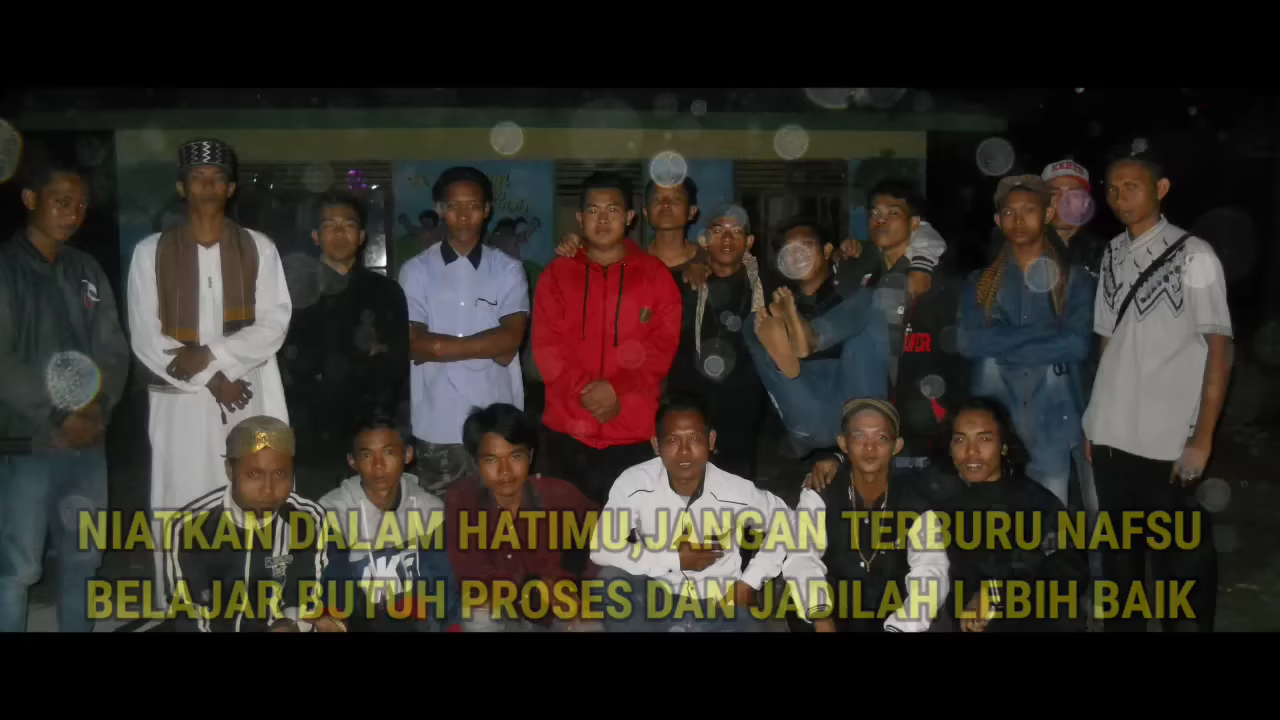 NIATKAN DALAM HATIMU,JANGAN TERBURU NAFSU
BELAJAR BUTUH PROSES DAN JADILAH LEBIH BAIK